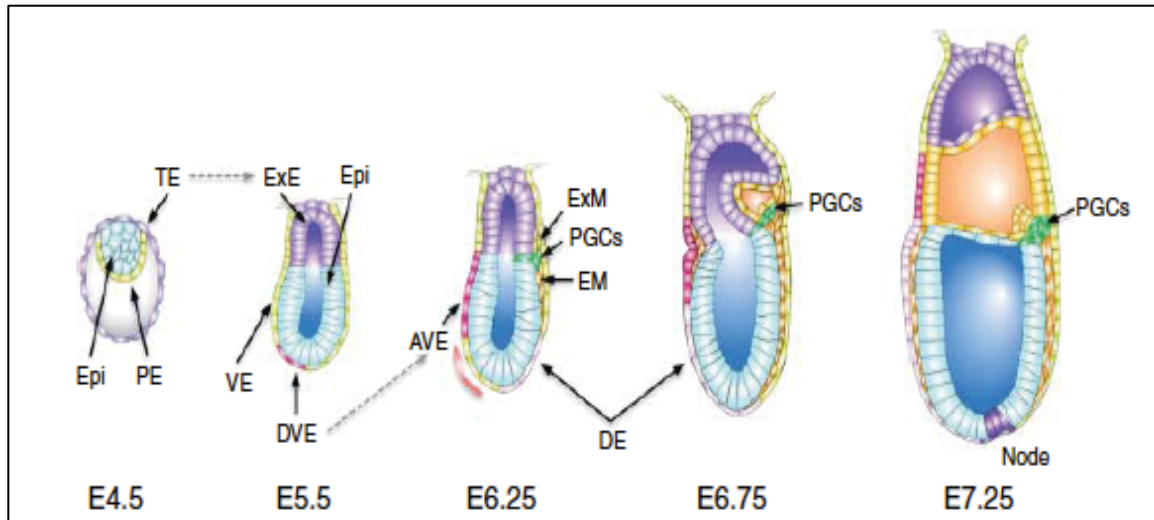 TE
ExE
Epi
ExM
PGCs
EM
PGCs
PGCs
AVE
Epi
PE
VE
DVE
DE
Node
E4.5
E5.5
E6.25
E6.75
E7.25